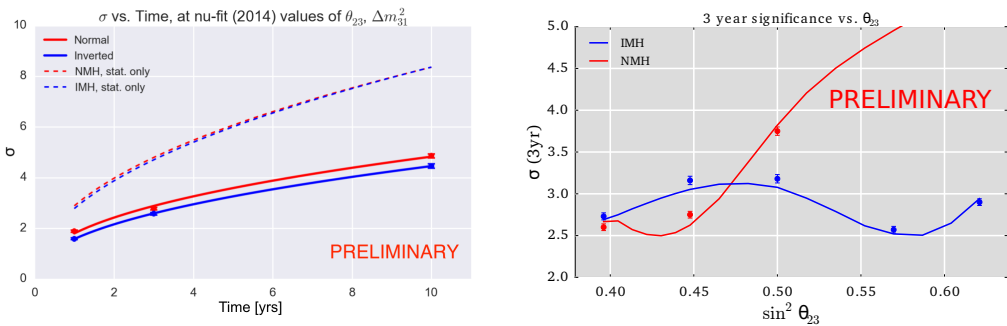 σ vs. Time, at nu-fit (2014) values of θ₂₃, Δm²₃₁
10
8
6
4
2
0
σ
Normal
Inverted
NMH, stat. only
IMH, stat. only
PRELIMINARY
0 2 4 6 8 10
Time [yrs]
3 year significance vs. θ₂₃
5.0
4.5
4.0
3.5
3.0
2.5
2.0
σ (3yr)
IMH
NMH
PRELIMINARY
0.40 0.45 0.50 0.55 0.60
sin² θ₂₃